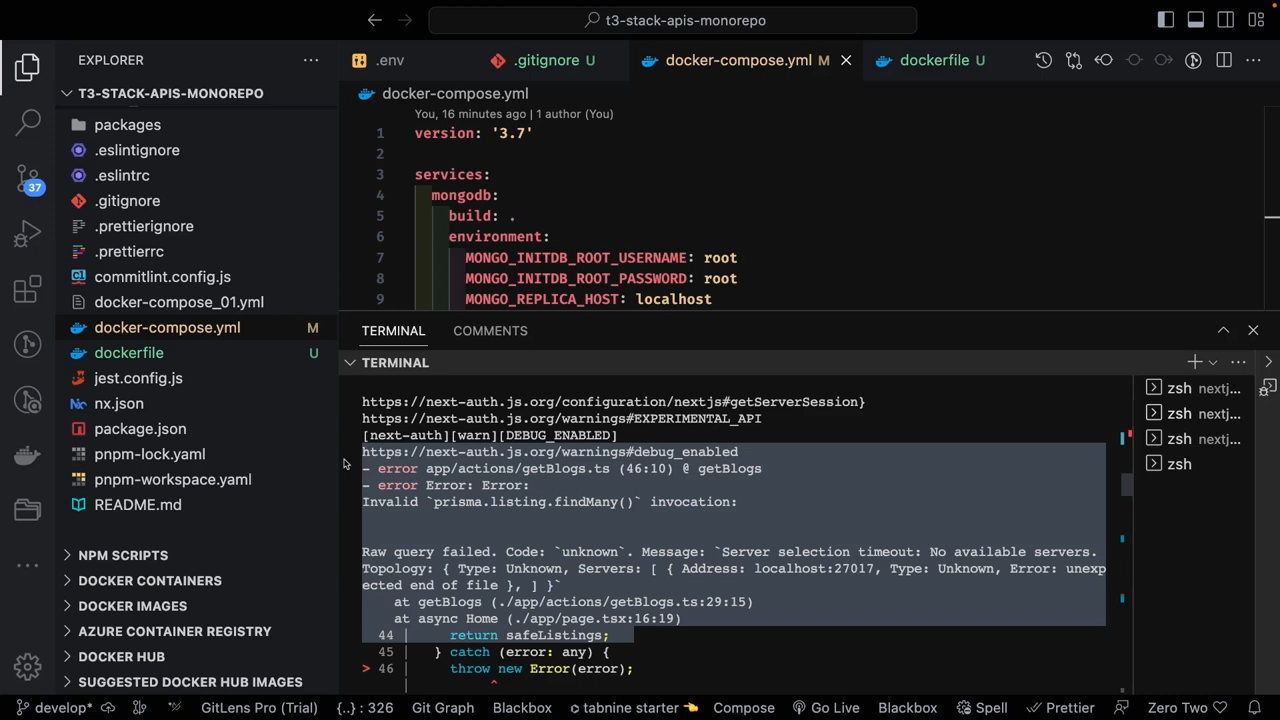 t3-stack-apis-monorepo
EXPLORER
T3-STACK-APIS-MONOREPO
packages
.eslintignore
.eslintrc
.gitignore
.prettierignore
.prettierrc
commitlint.config.js
docker-compose_01.yml
docker-compose.yml M
dockerfile U
jest.config.js
nx.json
package.json
pnpm-lock.yaml
pnpm-workspace.yaml
README.md
NPM SCRIPTS
DOCKER CONTAINERS
DOCKER IMAGES
AZURE CONTAINER REGISTRY
DOCKER HUB
SUGGESTED DOCKER HUB IMAGES
37
.env .gitignore U docker-compose.yml M dockerfile U
docker-compose.yml
You, 16 minutes ago | 1 author (You)
1 version: '3.7'
2
3 services:
4 mongodb:
5 build: .
6 environment:
7 MONGO_INITDB_ROOT_USERNAME: root
8 MONGO_INITDB_ROOT_PASSWORD: root
9 MONGO_REPLICA_HOST: localhost
TERMINAL COMMENTS
TERMINAL
https://next-auth.js.org/configuration/nextjs#getServerSession}
https://next-auth.js.org/warnings#EXPERIMENTAL_API
[next-auth][warn][DEBUG_ENABLED]
https://next-auth.js.org/warnings#debug_enabled
- error app/actions/getBlogs.ts (46:10) @ getBlogs
- error Error: Error:
Invalid `prisma.listing.findMany()` invocation:
Raw query failed. Code: `unknown`. Message: `Server selection timeout: No available servers.
Topology: { Type: Unknown, Servers: [ { Address: localhost:27017, Type: Unknown, Error: unexp
ected end of file }, ] }`
at getBlogs (./app/actions/getBlogs.ts:29:15)
at async Home (./app/page.tsx:16:19)
44 | return safeListings;
45 | } catch (error: any) {
> 46 | throw new Error(error);
| ^
zsh nextj...
zsh nextj...
zsh nextj...
zsh
develop* GitLens Pro (Trial) {..} : 326 Git Graph Blackbox tabnine starter 👈 Compose Go Live Blackbox Spell Prettier Zero Two